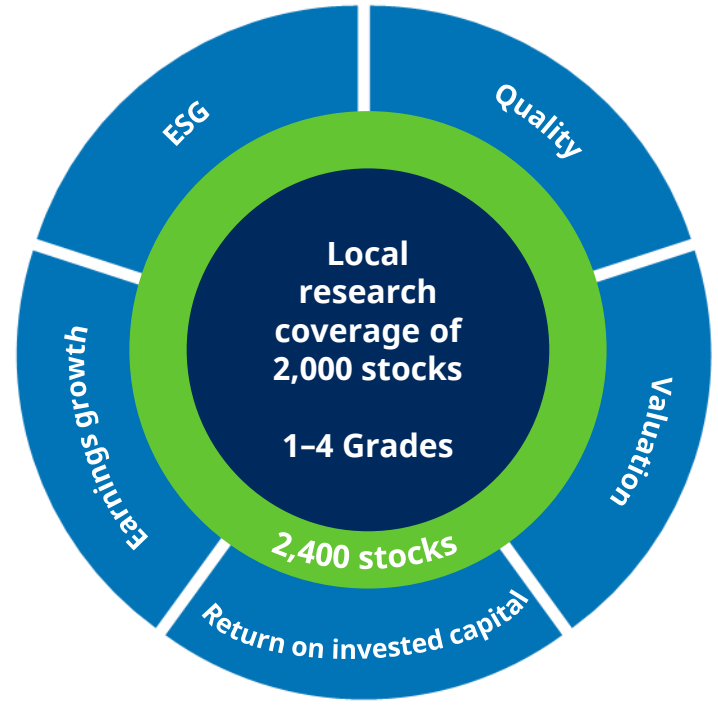 ESG
Quality
Local
research
coverage of
2,000 stocks
1–4 Grades
Earnings growth
Valuation
2,400 stocks
Return on invested capital